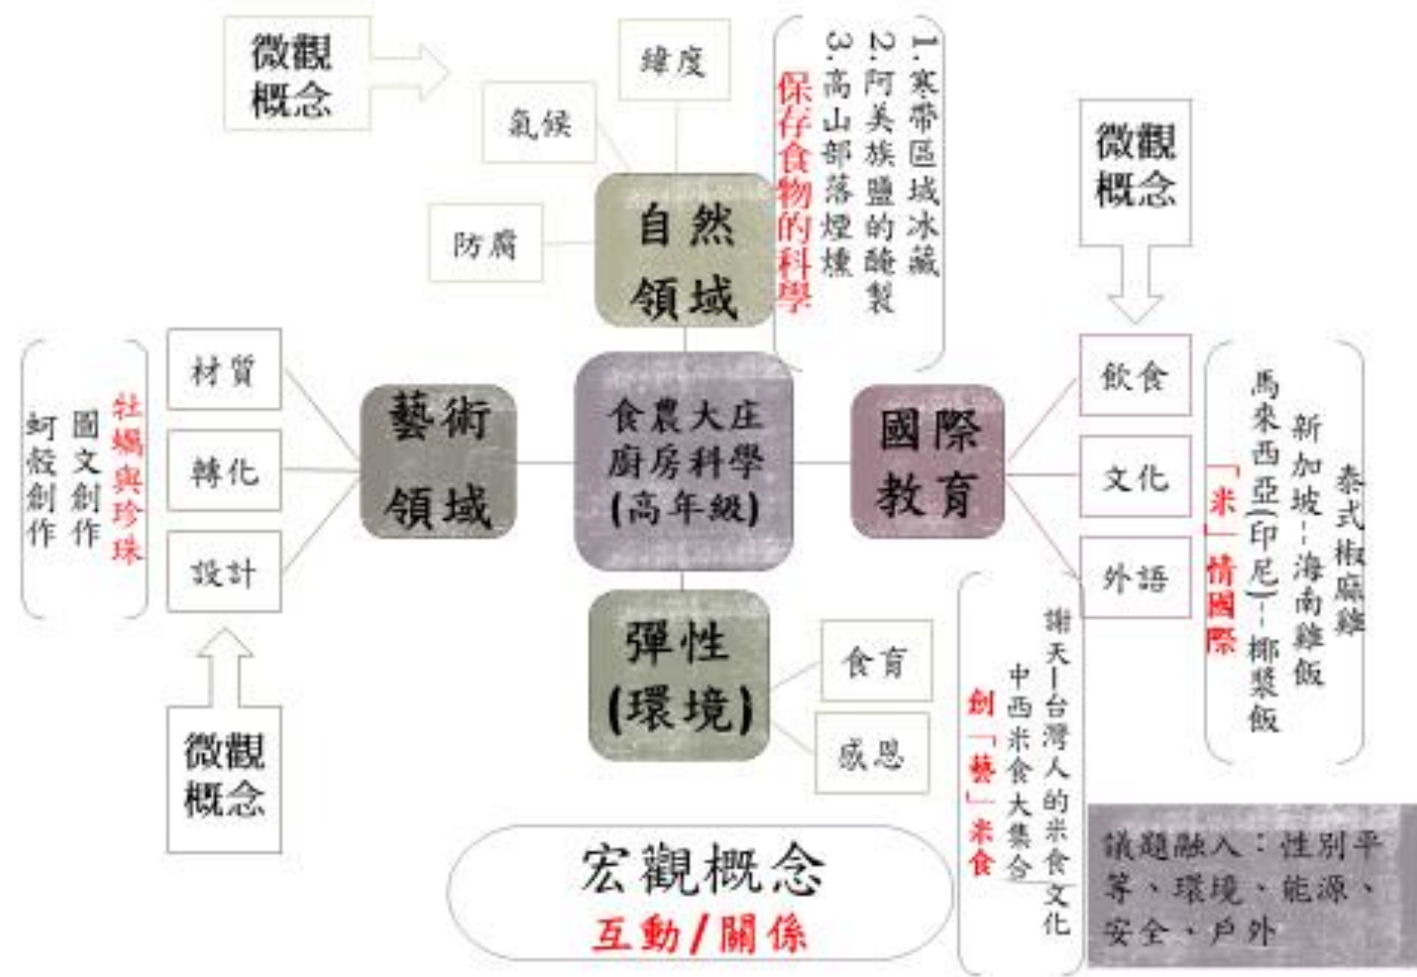 微觀
概念
緯度
氣候
防腐
自然
領域
保存食物的科學
1.寒帶區域冰藏
2.阿美族鹽的醃製
3.高山部落煙燻
微觀
概念
飲食
文化
外語
國際
教育
「米」情國際
馬來西亞(印尿)--椰漿飯
新加坡--海南雞飯
泰式椒麻雞
食農大庄
廚房科學
(高年級)
藝術
領域
材質
轉化
設計
牡蠣與珍珠
圖文創作
蚵殼創作
微觀
概念
彈性
(環境)
食育
感恩
創「藝」米食
中西米食大集合
謝天—台灣人的米食文化
宏觀概念
互動/關係
議題融入：性別平
等、環境、能源、
安全、戶外